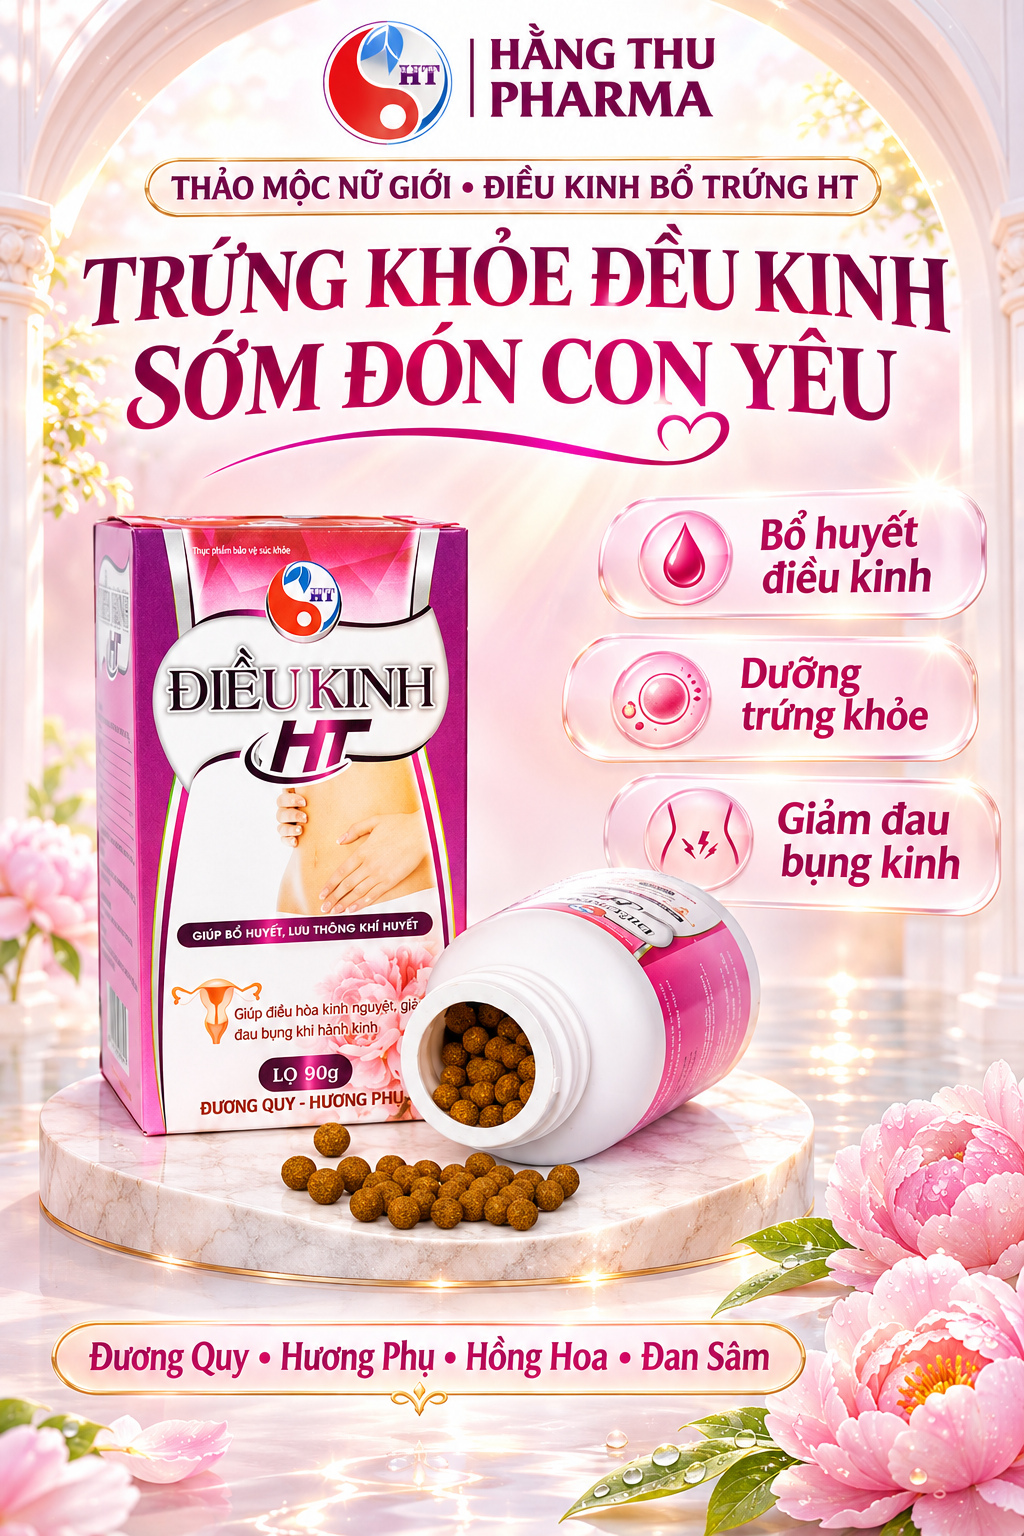 HT
HẰNG THU
PHARMA
THẢO MỘC NỮ GIỚI • ĐIỀU KINH BỔ TRỨNG HT
TRỨNG KHỎE ĐỀU KINH
SỚM ĐÓN CON YÊU
Bổ huyết
điều kinh
Dưỡng
trứng khỏe
Giảm đau
bụng kinh
Thực phẩm bảo vệ sức khỏe
HT
ĐIỀU KINH
HT
GIÚP BỔ HUYẾT, LƯU THÔNG KHÍ HUYẾT
Giúp điều hòa kinh nguyệt, giả
đau bụng khi hành kinh
LỌ 90g
ĐƯƠNG QUY - HƯƠNG PHỤ
Đương Quy • Hương Phụ • Hồng Hoa • Đan Sâm